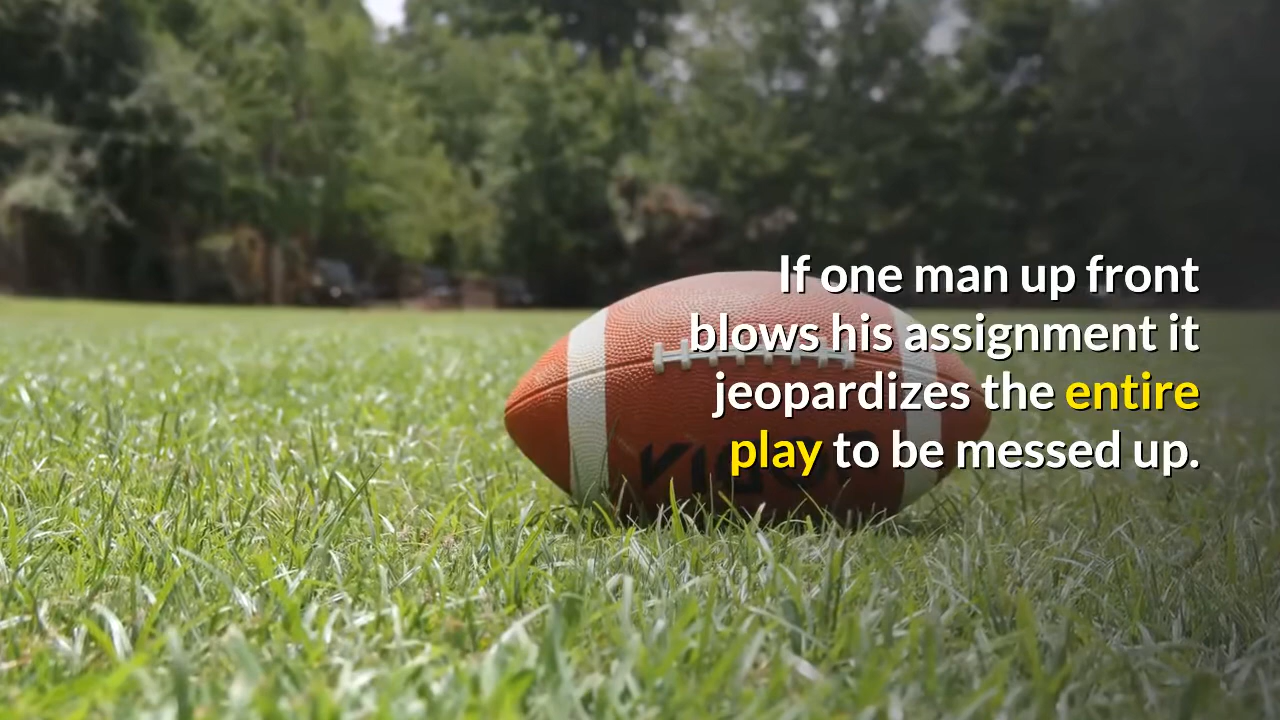 If one man up front
blows his assignment it
jeopardizes the entire
play to be messed up.